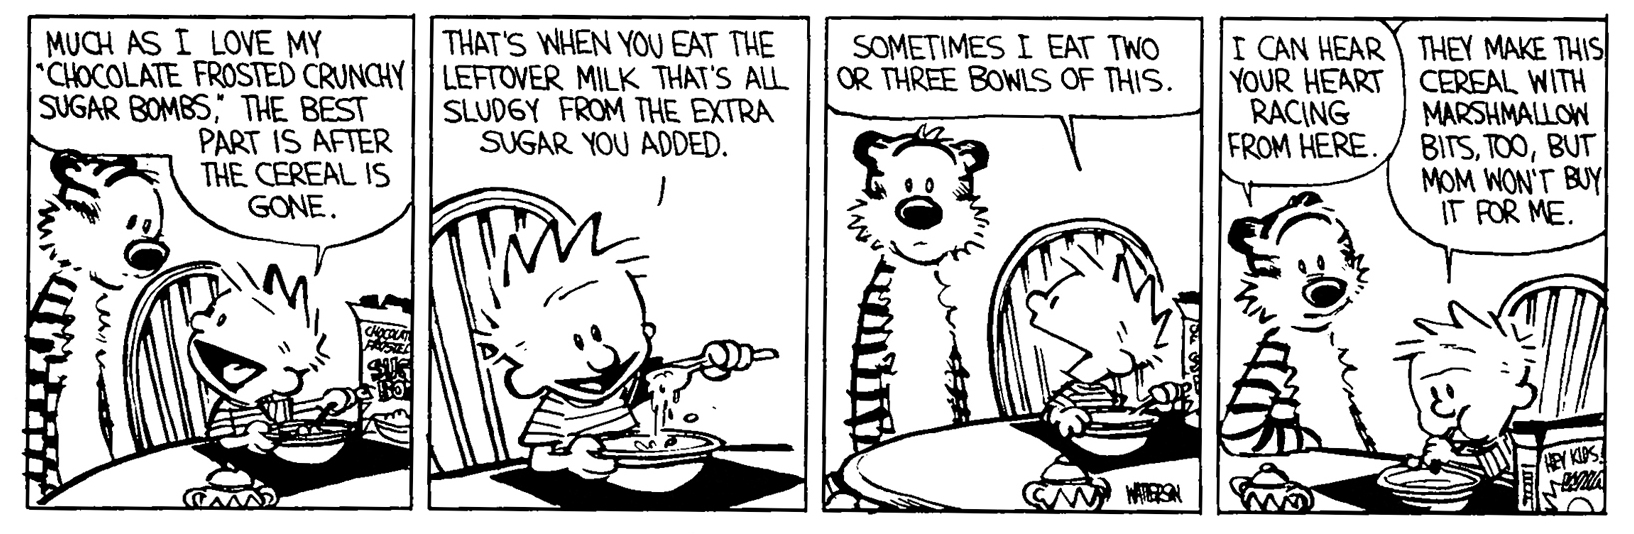 MUCH AS I LOVE MY
"CHOCOLATE FROSTED CRUNCHY
SUGAR BOMBS," THE BEST
PART IS AFTER
THE CEREAL IS
GONE.
CHOCOLATE
FROSTED
THAT'S WHEN YOU EAT THE
LEFTOVER MILK THAT'S ALL
SLUDGY FROM THE EXTRA
SUGAR YOU ADDED.
SOMETIMES I EAT TWO
OR THREE BOWLS OF THIS.
WATTERSON
I CAN HEAR
YOUR HEART
RACING
FROM HERE.
THEY MAKE THIS
CEREAL WITH
MARSHMALLOW
BITS, TOO, BUT
MOM WON'T BUY
IT FOR ME.
HEY KIDS!